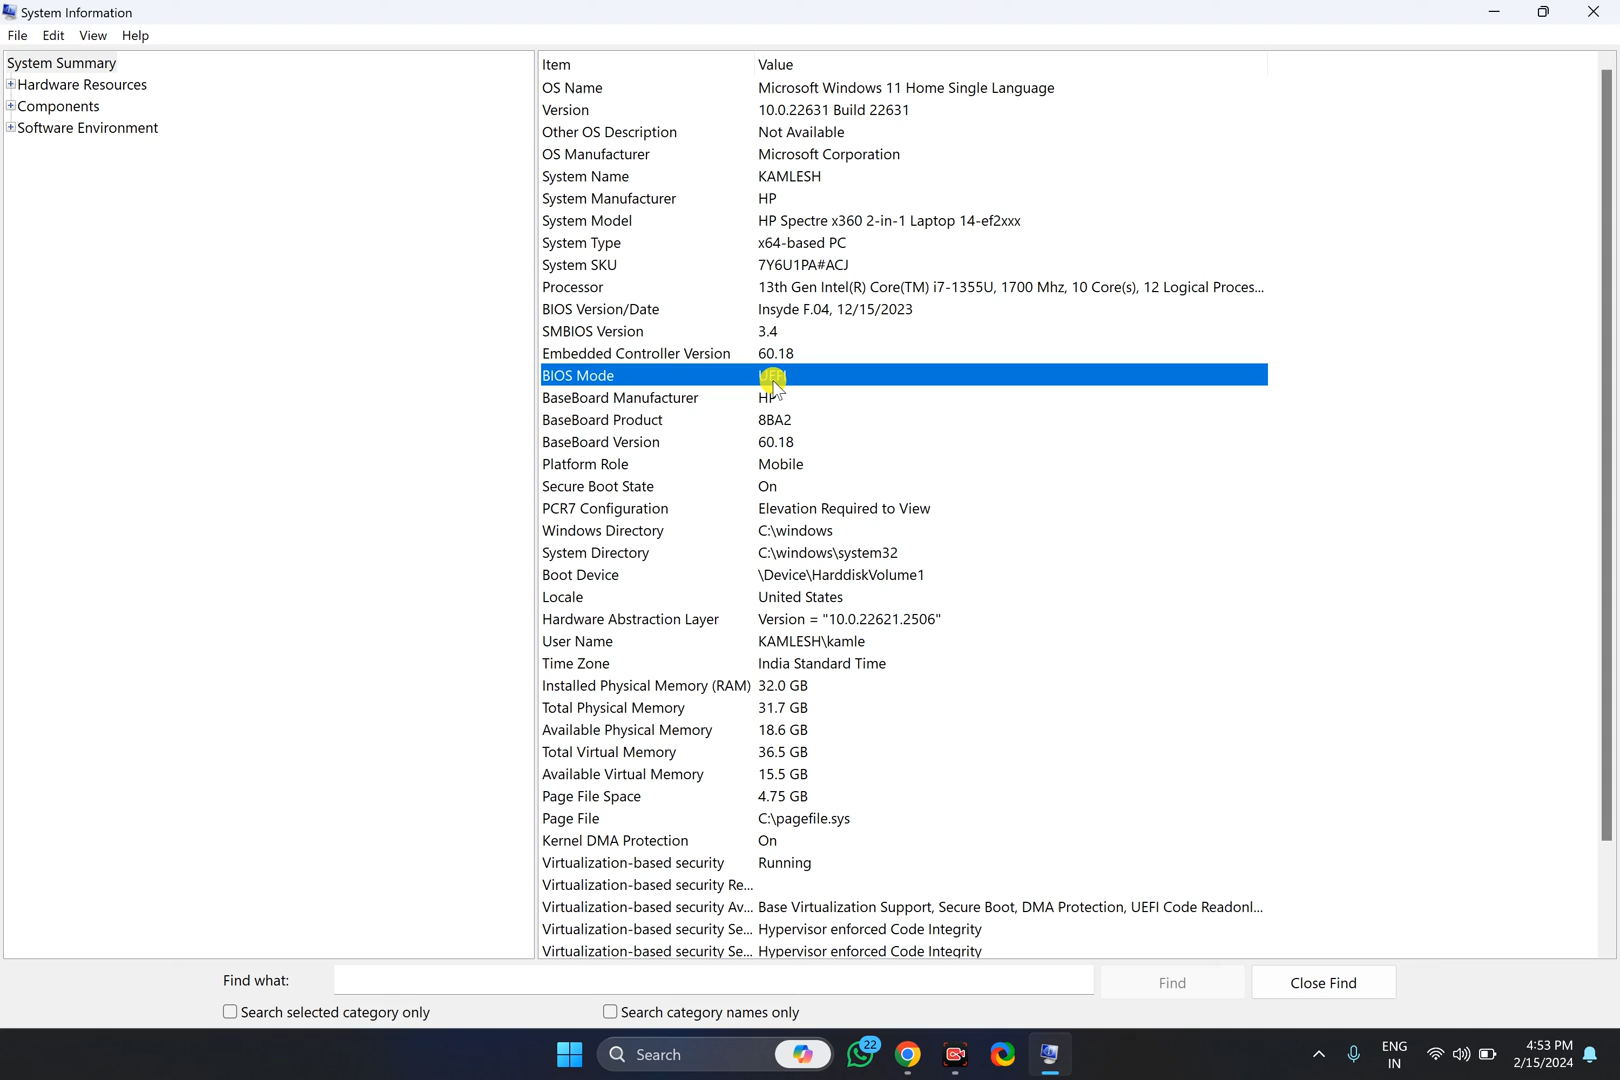 System Information
File Edit View Help
System Summary
Hardware Resources
Components
Software Environment
Item Value
OS Name Microsoft Windows 11 Home Single Language
Version 10.0.22631 Build 22631
Other OS Description Not Available
OS Manufacturer Microsoft Corporation
System Name KAMLESH
System Manufacturer HP
System Model HP Spectre x360 2-in-1 Laptop 14-ef2xxx
System Type x64-based PC
System SKU 7Y6U1PA#ACJ
Processor 13th Gen Intel(R) Core(TM) i7-1355U, 1700 Mhz, 10 Core(s), 12 Logical Proces...
BIOS Version/Date Insyde F.04, 12/15/2023
SMBIOS Version 3.4
Embedded Controller Version 60.18
BIOS Mode UEFI
BaseBoard Manufacturer HP
BaseBoard Product 8BA2
BaseBoard Version 60.18
Platform Role Mobile
Secure Boot State On
PCR7 Configuration Elevation Required to View
Windows Directory C:\windows
System Directory C:\windows\system32
Boot Device \Device\HarddiskVolume1
Locale United States
Hardware Abstraction Layer Version = "10.0.22621.2506"
User Name KAMLESH\kamle
Time Zone India Standard Time
Installed Physical Memory (RAM) 32.0 GB
Total Physical Memory 31.7 GB
Available Physical Memory 18.6 GB
Total Virtual Memory 36.5 GB
Available Virtual Memory 15.5 GB
Page File Space 4.75 GB
Page File C:\pagefile.sys
Kernel DMA Protection On
Virtualization-based security Running
Virtualization-based security Re...
Virtualization-based security Av... Base Virtualization Support, Secure Boot, DMA Protection, UEFI Code Readonl...
Virtualization-based security Se... Hypervisor enforced Code Integrity
Virtualization-based security Se... Hypervisor enforced Code Integrity
Find what: Find Close Find
Search selected category only Search category names only
Search 22 ENG IN 4:53 PM 2/15/2024